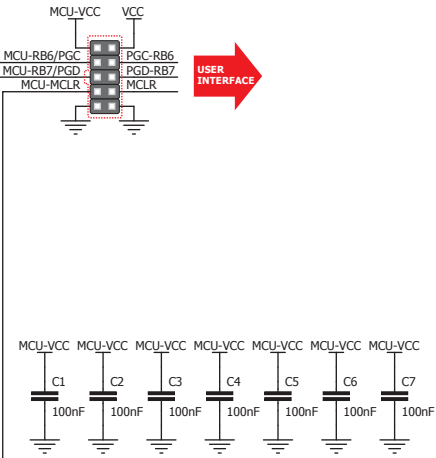 MCU-VCC VCC
MCU-RB6/PGC PGC-RB6
MCU-RB7/PGD PGD-RB7
MCU-MCLR MCLR
USER
INTERFACE
MCU-VCC MCU-VCC MCU-VCC MCU-VCC MCU-VCC MCU-VCC MCU-VCC
C1 C2 C3 C4 C5 C6 C7
100nF 100nF 100nF 100nF 100nF 100nF 100nF